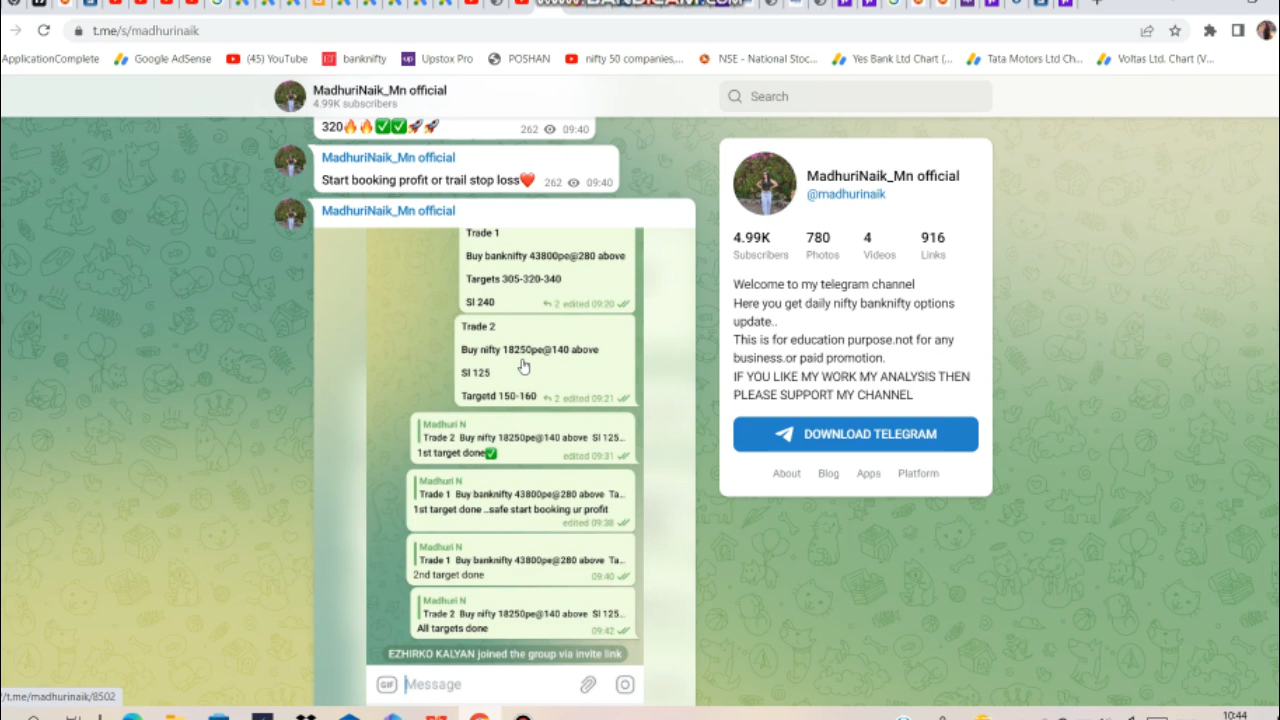 WWW.BANDICAM.COM
t.me/s/madhurinaik
ApplicationComplete
Google AdSense
(45) YouTube
banknifty
Upstox Pro
POSHAN
nifty 50 companies,...
NSE - National Stoc...
Yes Bank Ltd Chart (...
Tata Motors Ltd Ch...
Voltas Ltd. Chart (V...
MadhuriNaik_Mn official
4.99K subscribers
Search
320🔥🔥✅✅🚀🚀
262 09:40
MadhuriNaik_Mn official
Start booking profit or trail stop loss❤️ 262 09:40
MadhuriNaik_Mn official
Trade 1
Buy banknifty 43800pe@280 above
Targets 305-320-340
Sl 240
2 edited 09:20
Trade 2
Buy nifty 18250pe@140 above
Sl 125
Targetd 150-160
2 edited 09:21
Madhuri N
Trade 2 Buy nifty 18250pe@140 above Sl 125...
1st target done✅
edited 09:31
Madhuri N
Trade 1 Buy banknifty 43800pe@280 above Ta...
1st target done ..safe start booking ur profit
edited 09:38
Madhuri N
Trade 1 Buy banknifty 43800pe@280 above Ta...
2nd target done
09:40
Madhuri N
Trade 2 Buy nifty 18250pe@140 above Sl 125...
All targets done
09:42
EZHIRKO KALYAN joined the group via invite link
GIF Message
MadhuriNaik_Mn official
@madhurinaik
4.99K 780 4 916
Subscribers Photos Videos Links
Welcome to my telegram channel
Here you get daily nifty banknifty options
update..
This is for education purpose.not for any
business.or paid promotion.
IF YOU LIKE MY WORK MY ANALYSIS THEN
PLEASE SUPPORT MY CHANNEL
DOWNLOAD TELEGRAM
About Blog Apps Platform
/t.me/madhurinaik/8502
10:44